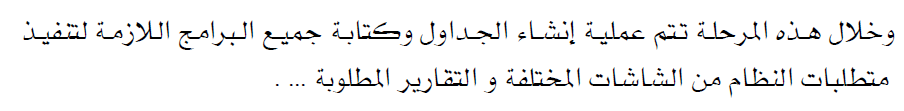 وخلال هذه المرحلة تتم عملية إنشاء الجداول وكتابة جميع البرامج اللازمة لتنفيذ
متطلبات النظام من الشاشات المختلفة و التقارير المطلوبة ... .